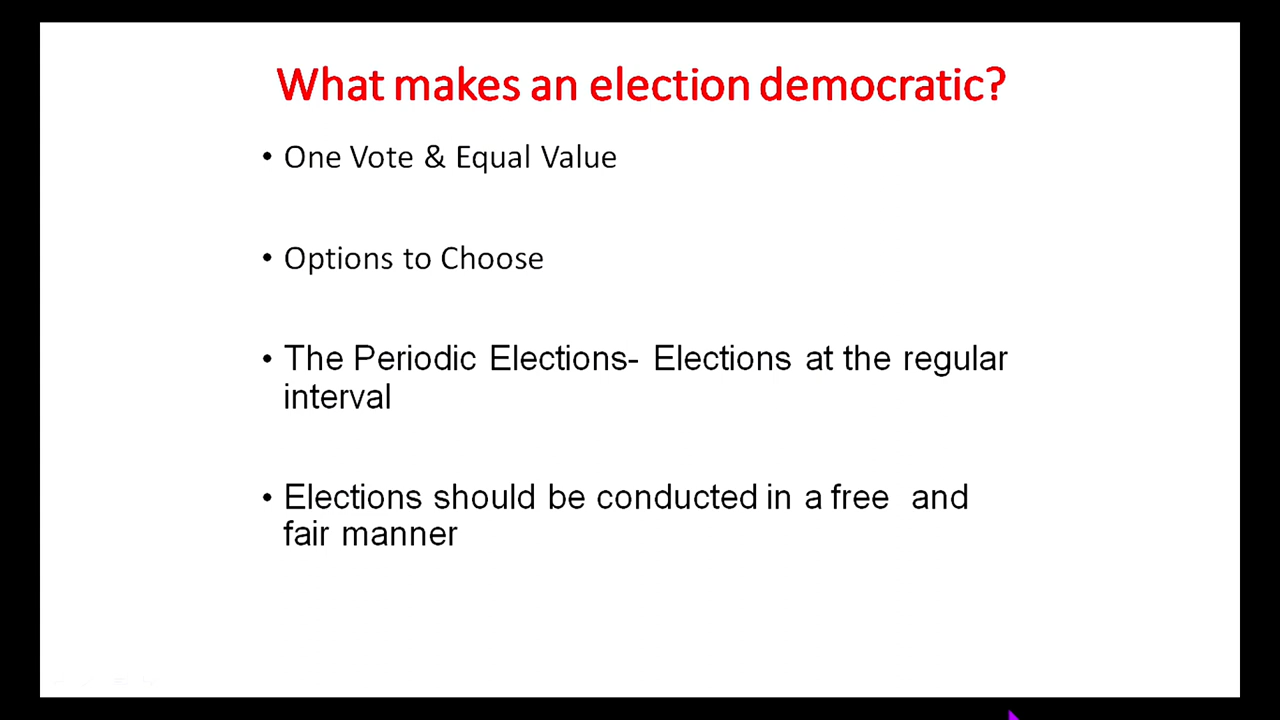 What makes an election democratic?
• One Vote & Equal Value
• Options to Choose
• The Periodic Elections- Elections at the regular
interval
• Elections should be conducted in a free and
fair manner